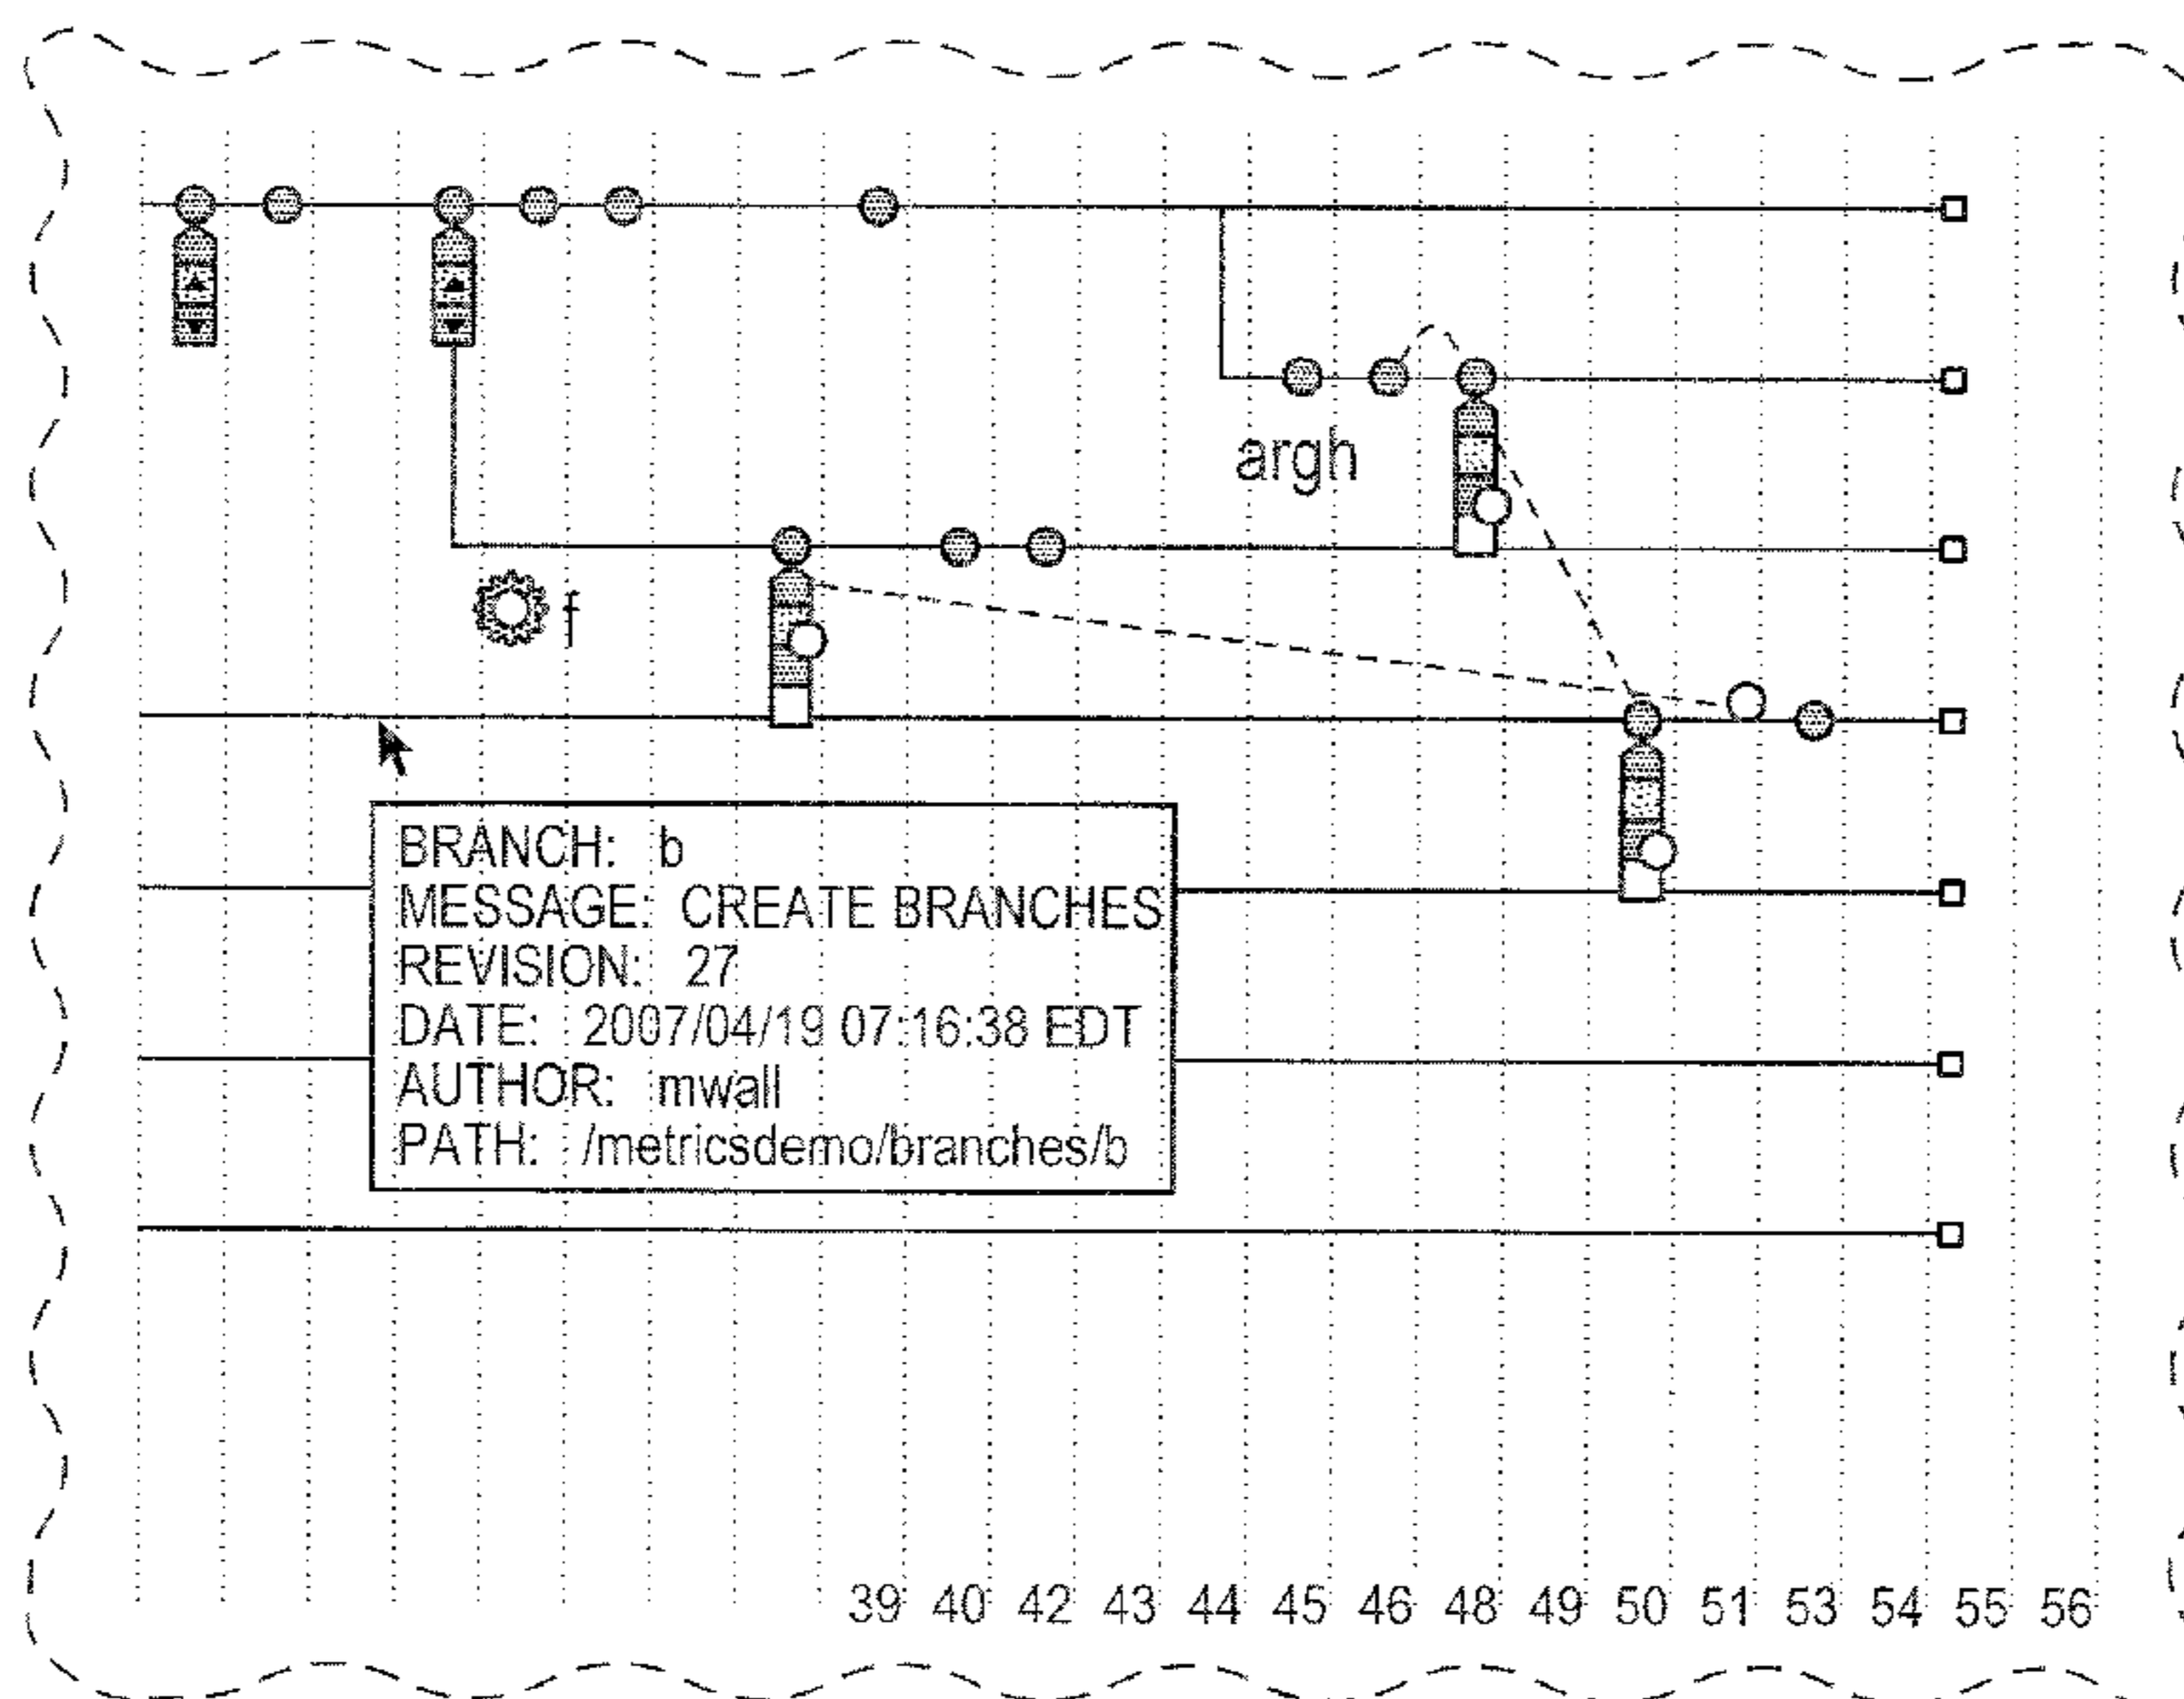 argh
f
BRANCH: b
MESSAGE: CREATE BRANCHES
REVISION: 27
DATE: 2007/04/19 07:16:38 EDT
AUTHOR: mwall
PATH: /metricsdemo/branches/b
39 40 42 43 44 45 46 48 49 50 51 53 54 55 56